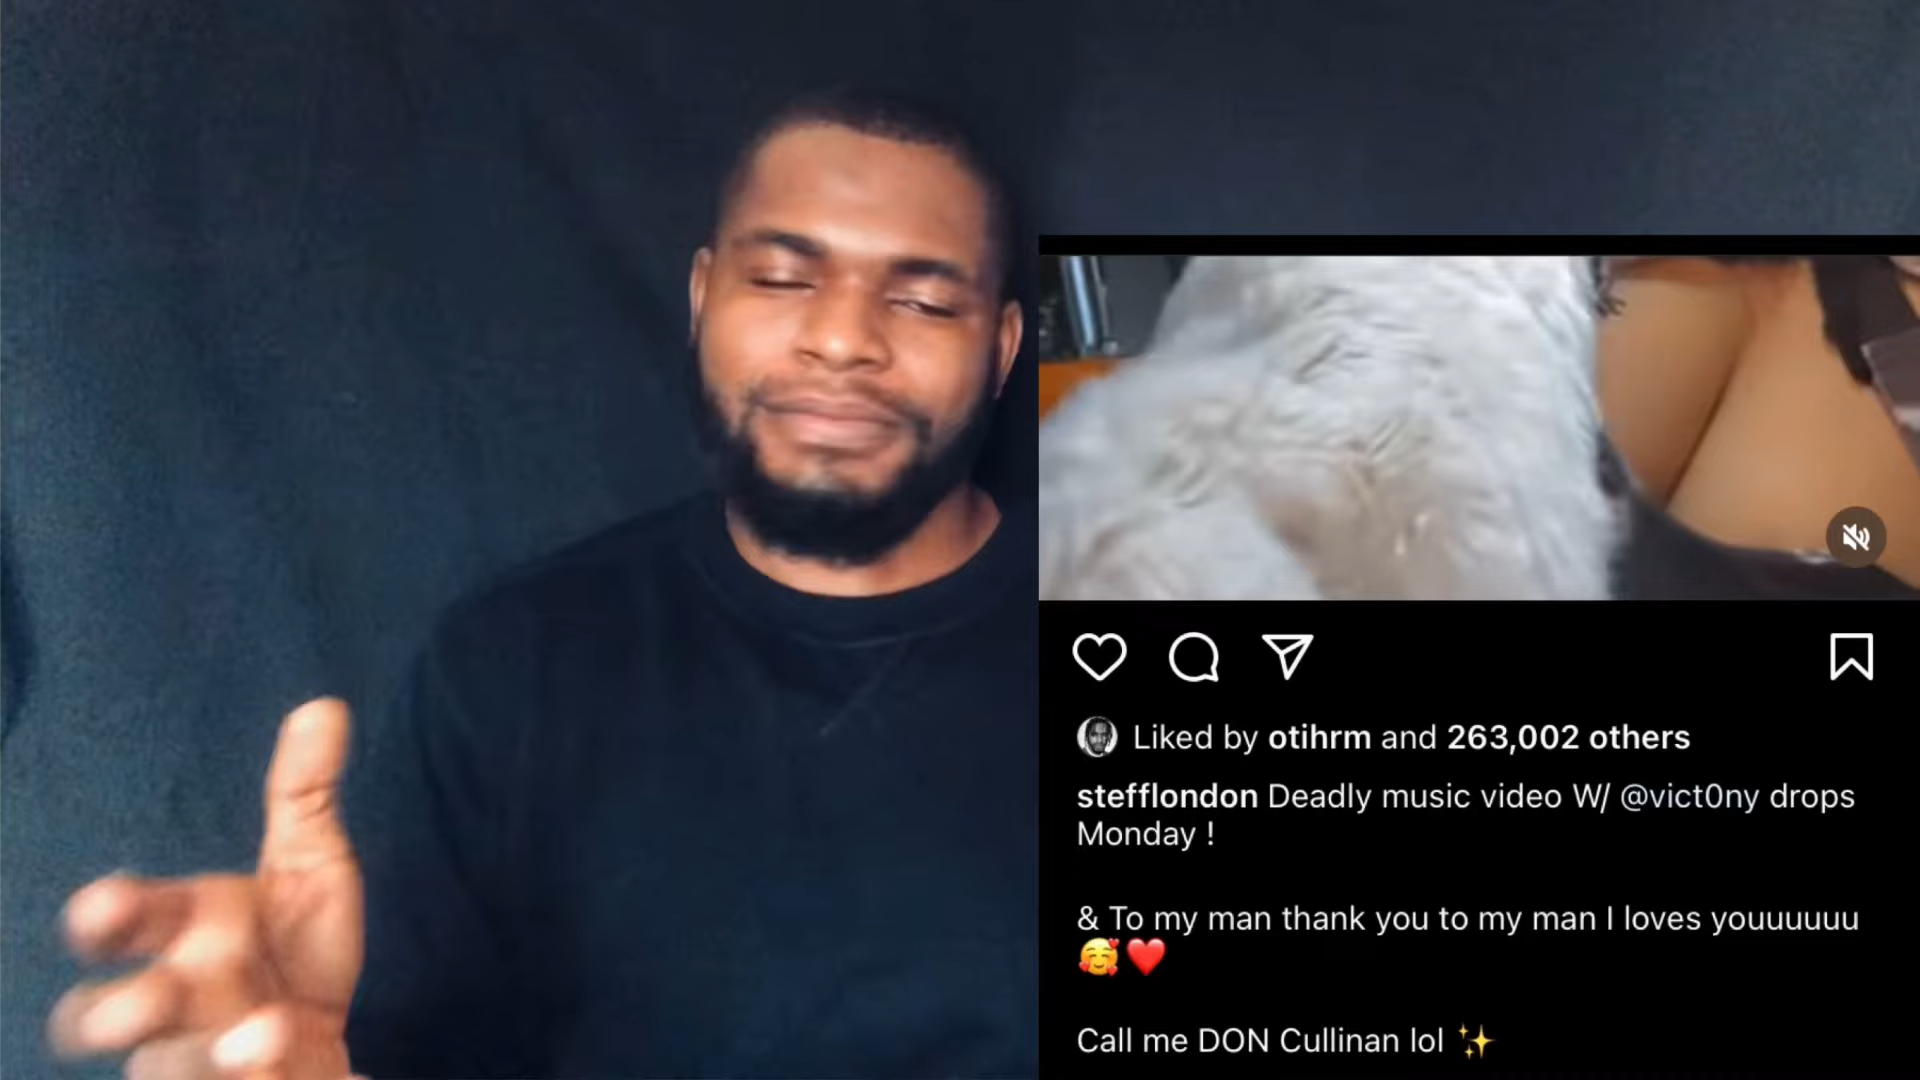 Liked by otihrm and 263,002 others
stefflondon Deadly music video W/ @vict0ny drops
Monday !
& To my man thank you to my man I loves youuuuuu
🥰❤️
Call me DON Cullinan lol ✨